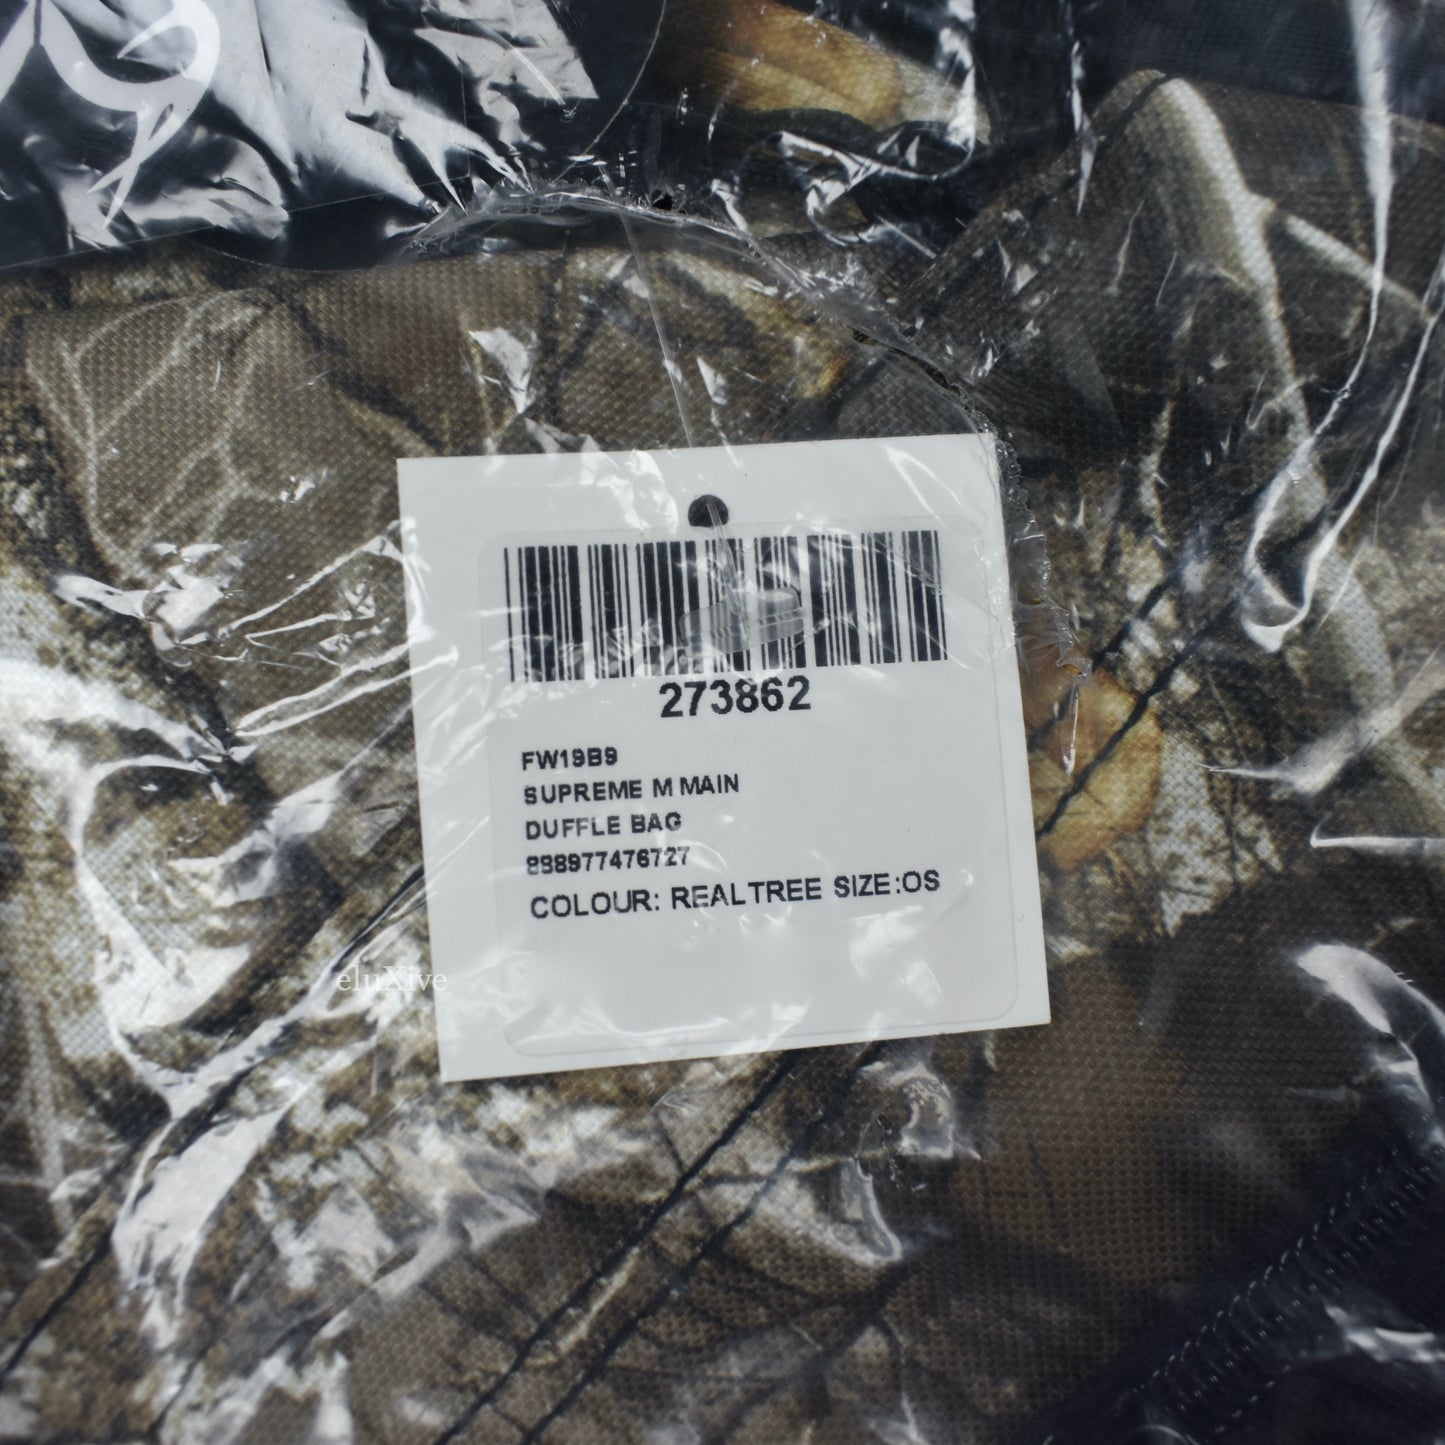 273862
FW19B9
SUPREME M MAIN
DUFFLE BAG
888977476727
COLOUR: REALTREE SIZE:OS
eluXive